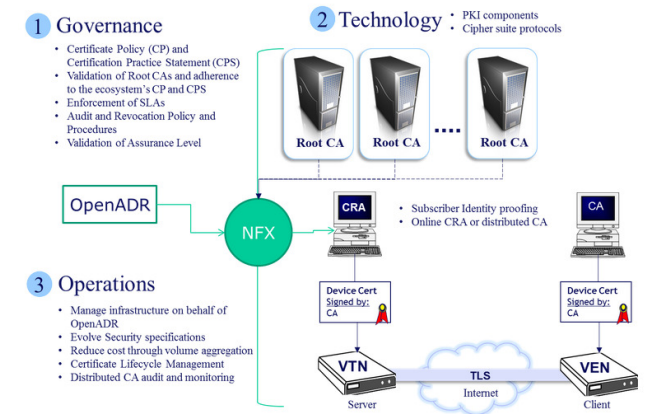 1 Governance
• Certificate Policy (CP) and
Certification Practice Statement (CPS)
• Validation of Root CAs and adherence
to the ecosystem's CP and CPS
• Enforcement of SLAs
• Audit and Revocation Policy and
Procedures
• Validation of Assurance Level
2 Technology
• PKI components
• Cipher suite protocols
Root CA
Root CA
....
Root CA
OpenADR
NFX
CRA
• Subscriber Identity proofing
• Online CRA or distributed CA
CA
3 Operations
• Manage infrastructure on behalf of
OpenADR
• Evolve Security specifications
• Reduce cost through volume aggregation
• Certificate Lifecycle Management
• Distributed CA audit and monitoring
Device Cert
Signed by:
CA
Device Cert
Signed by:
CA
VTN
Server
TLS
Internet
VEN
Client